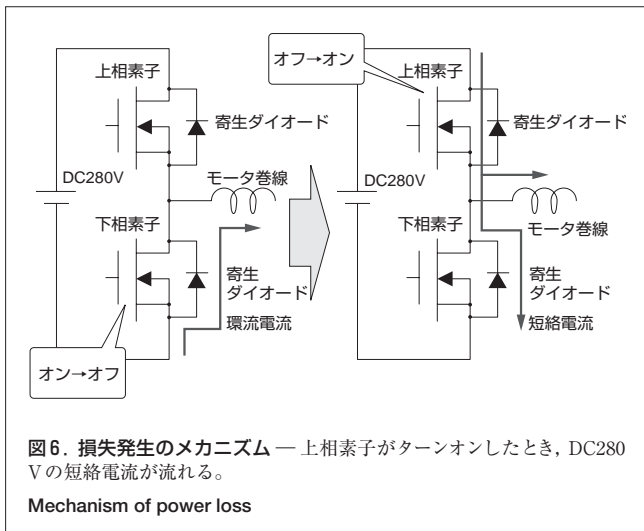 上相素子
寄生ダイオード
DC280V
モータ巻線
下相素子
寄生
ダイオード
環流電流
オン→オフ
オフ→オン
上相素子
寄生ダイオード
DC280V
モータ巻線
下相素子
寄生
ダイオード
短絡電流
図6．損失発生のメカニズム ― 上相素子がターンオンしたとき，DC280
Vの短絡電流が流れる。
Mechanism of power loss